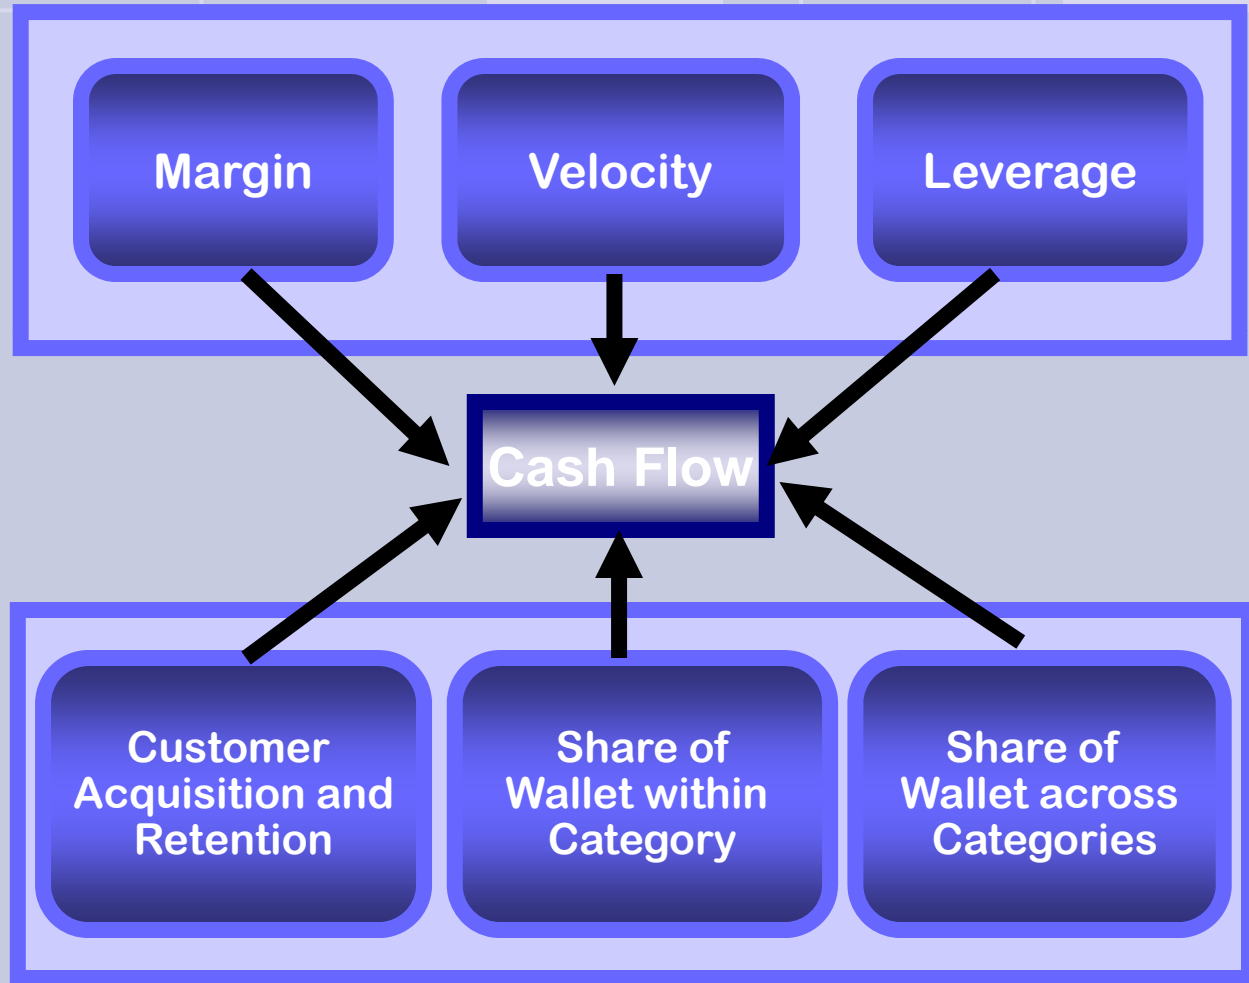 Margin
Velocity
Leverage
Cash Flow
Customer
Acquisition and
Retention
Share of
Wallet within
Category
Share of
Wallet across
Categories